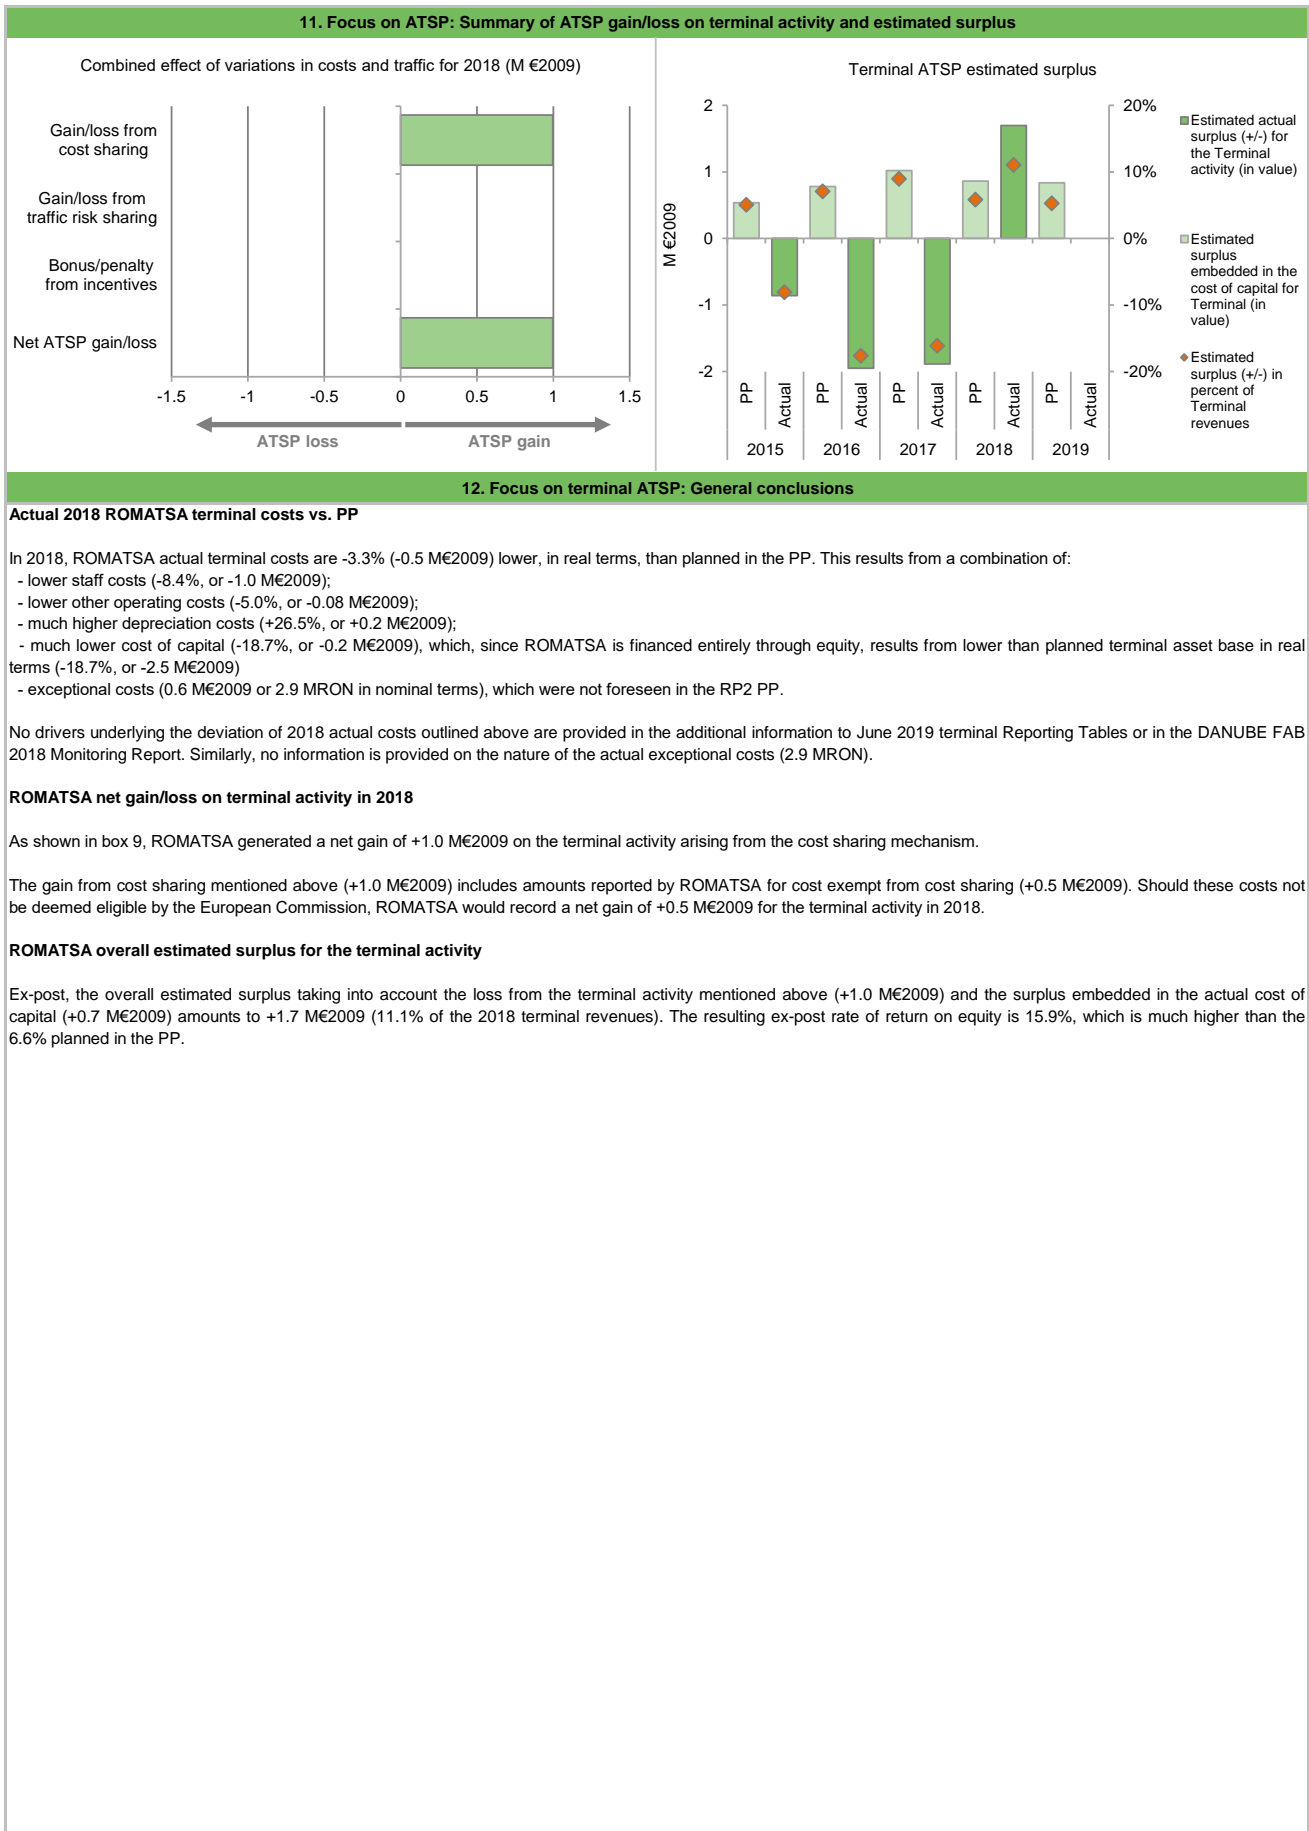 11. Focus on ATSP: Summary of ATSP gain/loss on terminal activity and estimated surplus
Combined effect of variations in costs and traffic for 2018 (M €2009)
Gain/loss from
cost sharing
Gain/loss from
traffic risk sharing
Bonus/penalty
from incentives
Net ATSP gain/loss
-1.5 -1 -0.5 0 0.5 1 1.5
ATSP loss ATSP gain
Terminal ATSP estimated surplus
M €2009
2
1
0
-1
-2
20%
10%
0%
-10%
-20%
PP Actual PP Actual PP Actual PP Actual PP Actual
2015 2016 2017 2018 2019
Estimated actual
surplus (+/-) for
the Terminal
activity (in value)
Estimated
surplus
embedded in the
cost of capital for
Terminal (in
value)
Estimated
surplus (+/-) in
percent of
Terminal
revenues
12. Focus on terminal ATSP: General conclusions
Actual 2018 ROMATSA terminal costs vs. PP
In 2018, ROMATSA actual terminal costs are -3.3% (-0.5 M€2009) lower, in real terms, than planned in the PP. This results from a combination of:
- lower staff costs (-8.4%, or -1.0 M€2009);
- lower other operating costs (-5.0%, or -0.08 M€2009);
- much higher depreciation costs (+26.5%, or +0.2 M€2009);
- much lower cost of capital (-18.7%, or -0.2 M€2009), which, since ROMATSA is financed entirely through equity, results from lower than planned terminal asset base in real
terms (-18.7%, or -2.5 M€2009)
- exceptional costs (0.6 M€2009 or 2.9 MRON in nominal terms), which were not foreseen in the RP2 PP.
No drivers underlying the deviation of 2018 actual costs outlined above are provided in the additional information to June 2019 terminal Reporting Tables or in the DANUBE FAB
2018 Monitoring Report. Similarly, no information is provided on the nature of the actual exceptional costs (2.9 MRON).
ROMATSA net gain/loss on terminal activity in 2018
As shown in box 9, ROMATSA generated a net gain of +1.0 M€2009 on the terminal activity arising from the cost sharing mechanism.
The gain from cost sharing mentioned above (+1.0 M€2009) includes amounts reported by ROMATSA for cost exempt from cost sharing (+0.5 M€2009). Should these costs not
be deemed eligible by the European Commission, ROMATSA would record a net gain of +0.5 M€2009 for the terminal activity in 2018.
ROMATSA overall estimated surplus for the terminal activity
Ex-post, the overall estimated surplus taking into account the loss from the terminal activity mentioned above (+1.0 M€2009) and the surplus embedded in the actual cost of
capital (+0.7 M€2009) amounts to +1.7 M€2009 (11.1% of the 2018 terminal revenues). The resulting ex-post rate of return on equity is 15.9%, which is much higher than the
6.6% planned in the PP.